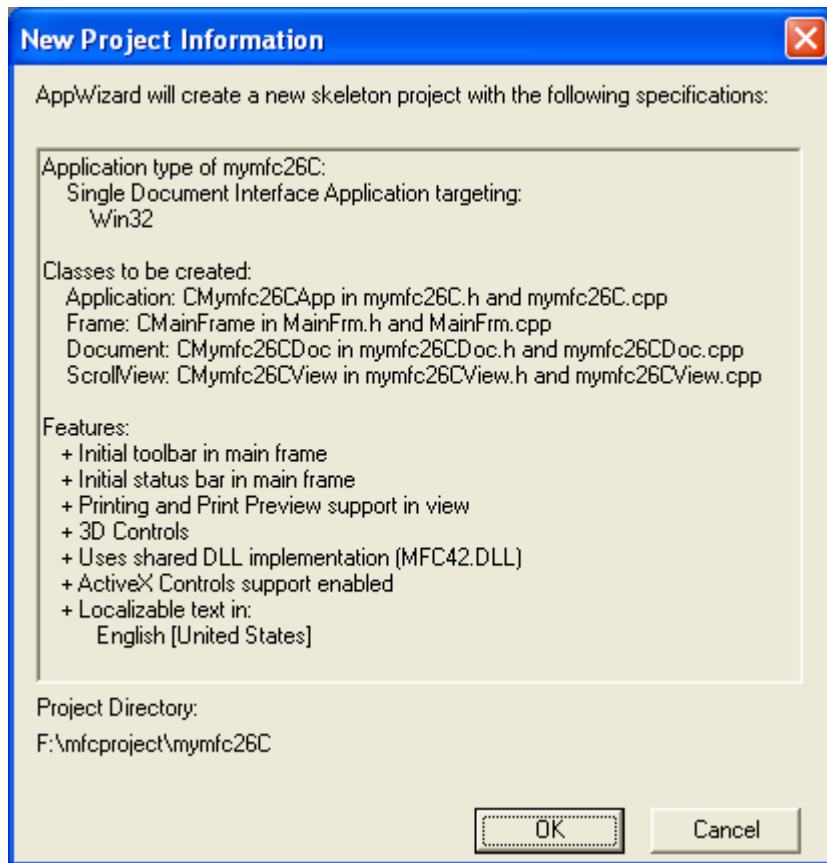 New Project Information
AppWizard will create a new skeleton project with the following specifications:
Application type of mymfc26C:
Single Document Interface Application targeting:
Win32
Classes to be created:
Application: CMymfc26CApp in mymfc26C.h and mymfc26C.cpp
Frame: CMainFrame in MainFrm.h and MainFrm.cpp
Document: CMymfc26CDoc in mymfc26CDoc.h and mymfc26CDoc.cpp
ScrollView: CMymfc26CView in mymfc26CView.h and mymfc26CView.cpp
Features:
+ Initial toolbar in main frame
+ Initial status bar in main frame
+ Printing and Print Preview support in view
+ 3D Controls
+ Uses shared DLL implementation (MFC42.DLL)
+ ActiveX Controls support enabled
+ Localizable text in:
English [United States]
Project Directory:
F:\mfcproject\mymfc26C
OK Cancel